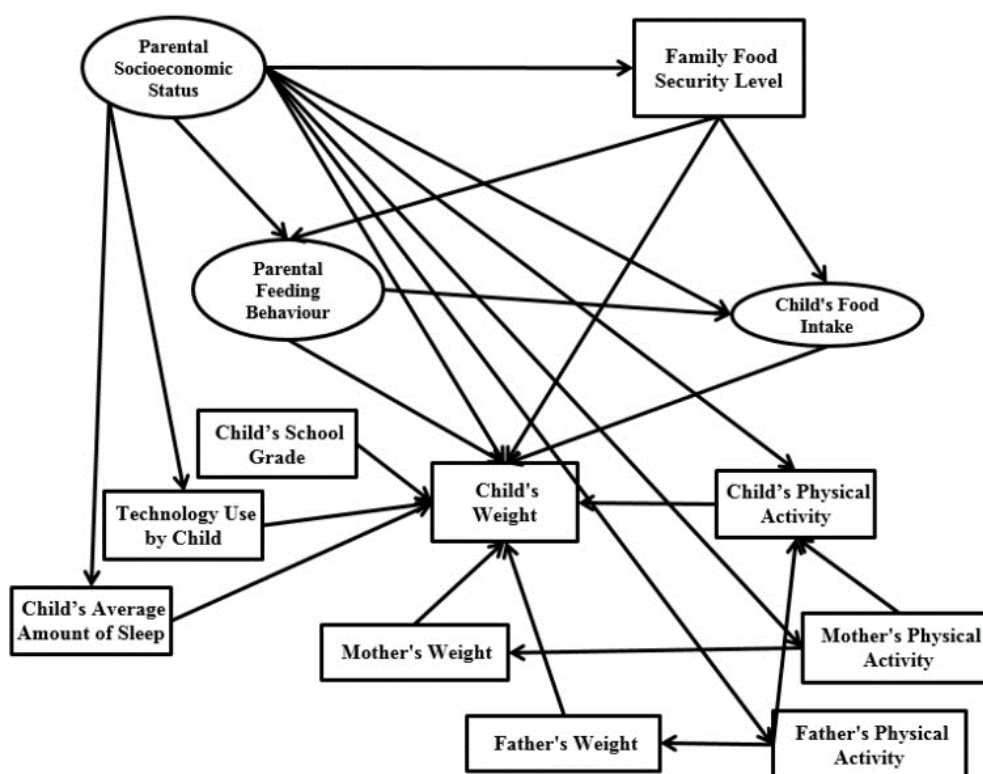 Parental
Socioeconomic
Status
Family Food
Security Level
Parental
Feeding
Behaviour
Child's Food
Intake
Child’s School
Grade
Child's
Weight
Child’s Physical
Activity
Technology Use
by Child
Child’s Average
Amount of Sleep
Mother's Weight
Mother's Physical
Activity
Father's Weight
Father's Physical
Activity